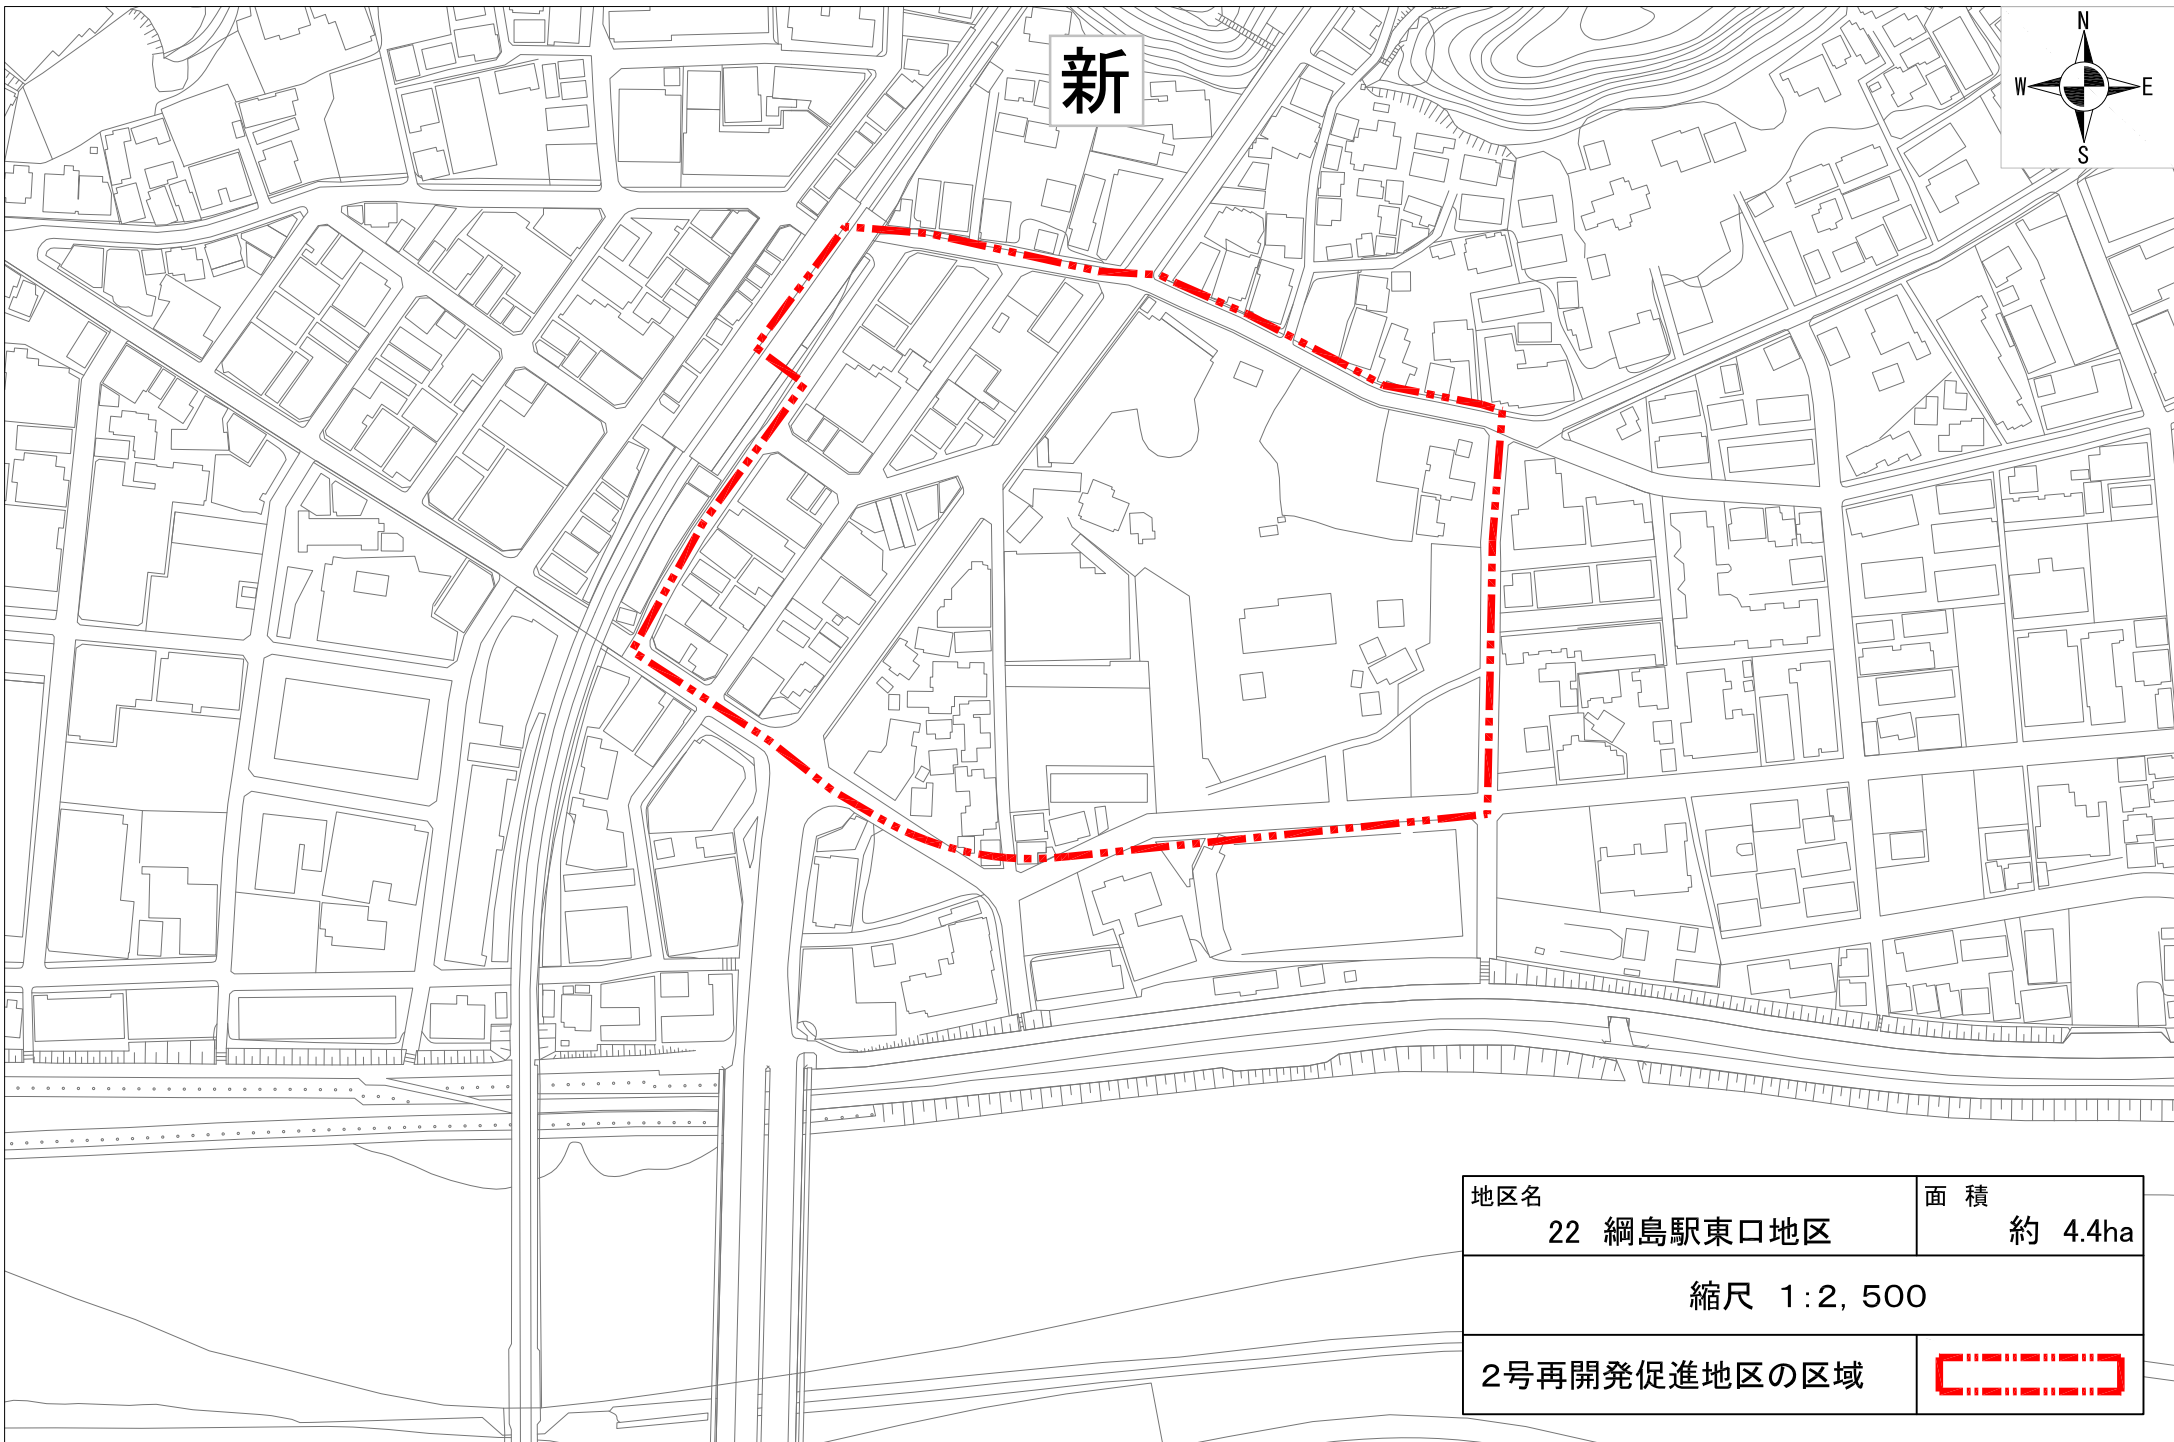 新
N
W E
S
地区名
22 綱島駅東口地区
面 積
約 4.4ha
縮尺 1:2,500
2号再開発促進地区の区域